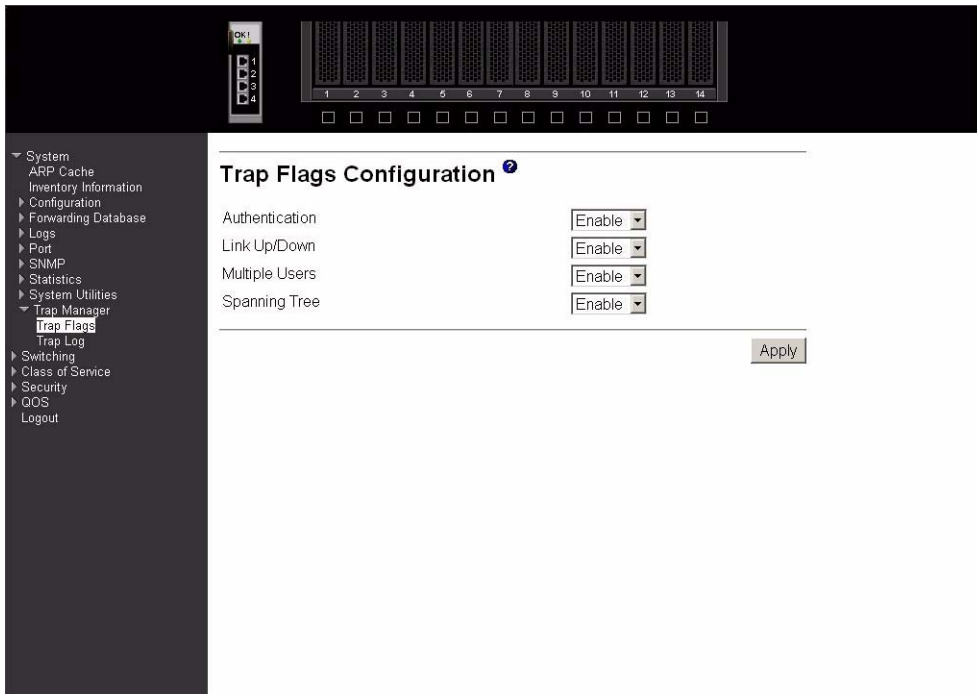 OK!
1
2
3
4
1 2 3 4 5 6 7 8 9 10 11 12 13 14
System
ARP Cache
Inventory Information
Configuration
Forwarding Database
Logs
Port
SNMP
Statistics
System Utilities
Trap Manager
Trap Flags
Trap Log
Switching
Class of Service
Security
QOS
Logout
Trap Flags Configuration ?
Authentication Enable
Link Up/Down Enable
Multiple Users Enable
Spanning Tree Enable
Apply